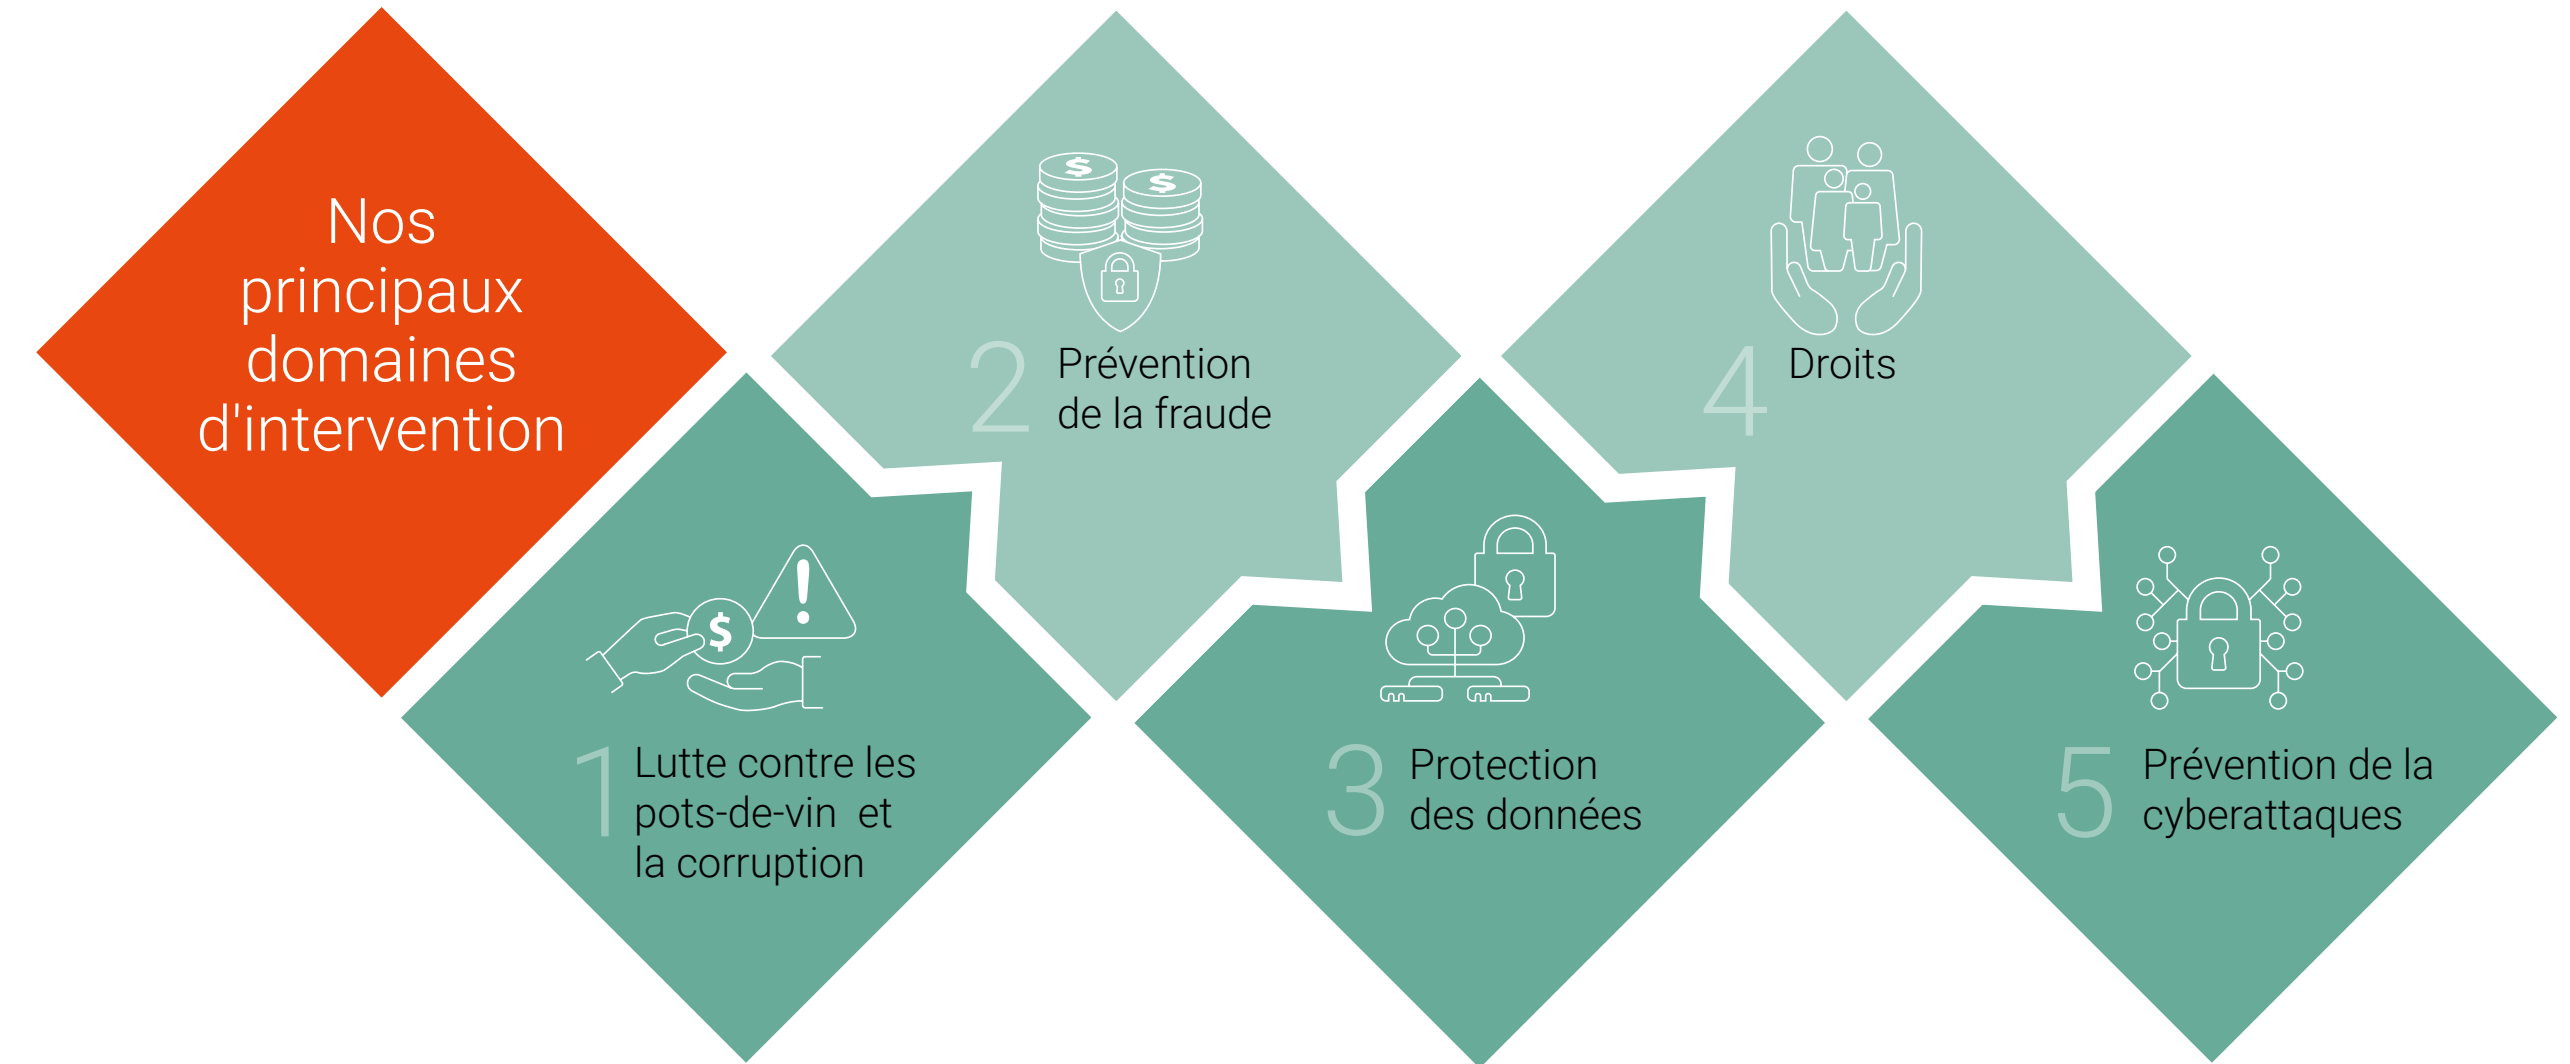 Nos
principaux
domaines
d'intervention
1
Lutte contre les
pots-de-vin et
la corruption
2
Prévention
de la fraude
3
Protection
des données
4
Droits
5
Prévention de la
cyberattaques
$
!
$
$